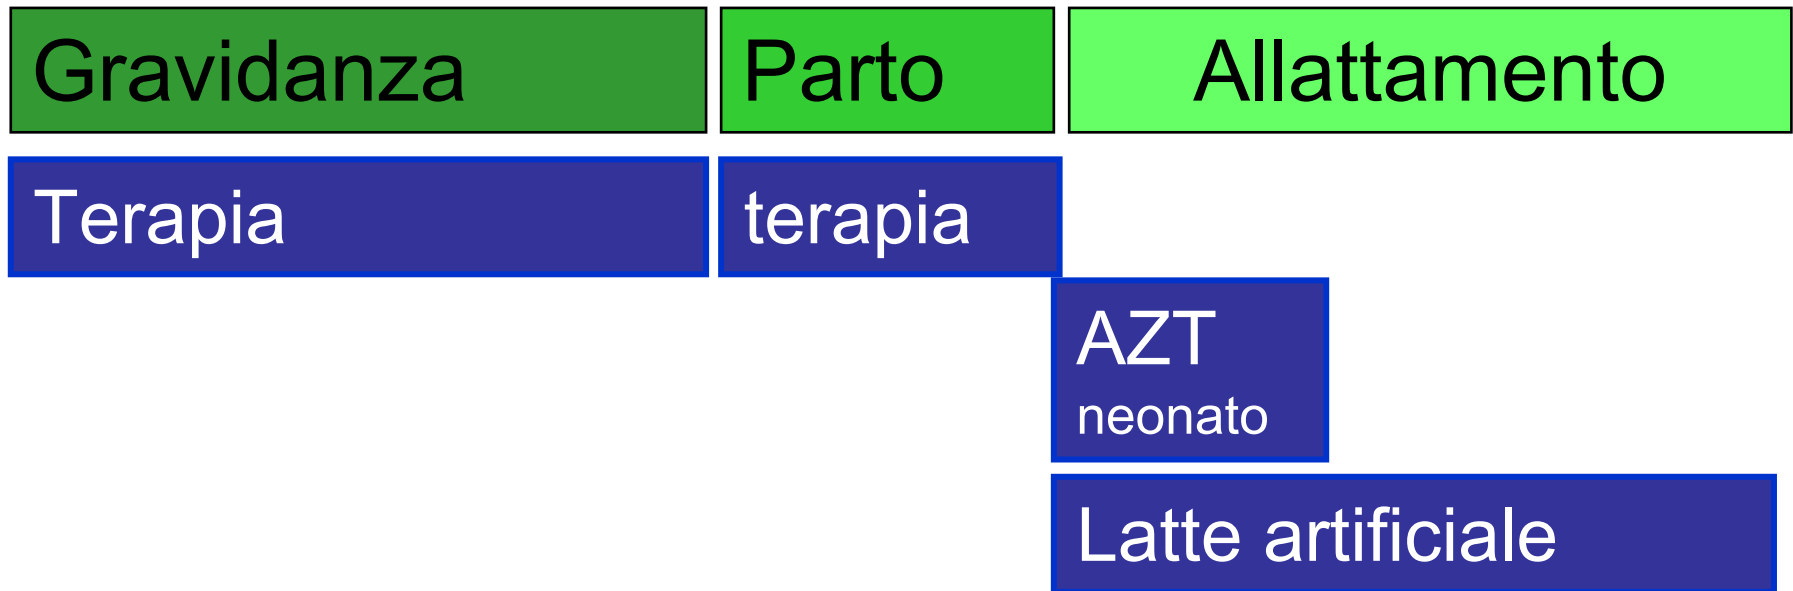 Gravidanza
Parto
Allattamento
Terapia
terapia
AZT
neonato
Latte artificiale